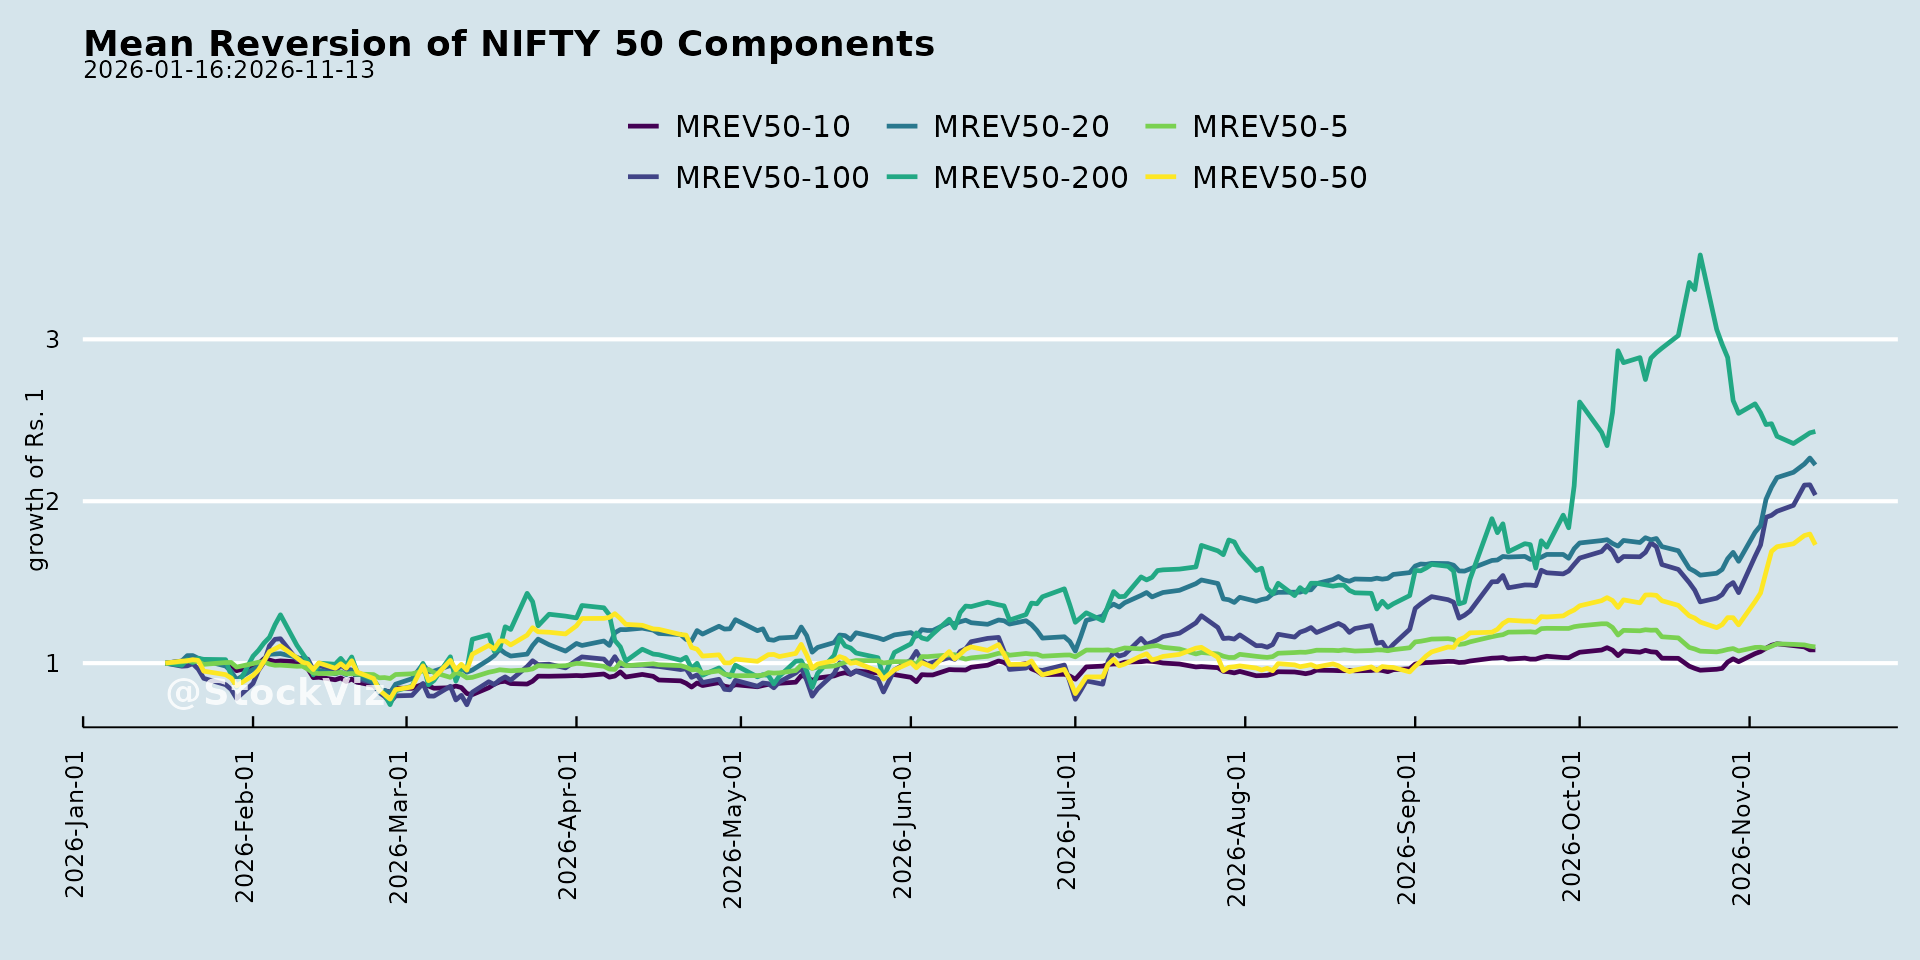 Mean Reversion of NIFTY 50 Components
2026-01-16:2026-11-13
MREV50-10 MREV50-20 MREV50-5
MREV50-100 MREV50-200 MREV50-50
3
2
1
growth of Rs. 1
@StockViz
2026-Jan-01
2026-Feb-01
2026-Mar-01
2026-Apr-01
2026-May-01
2026-Jun-01
2026-Jul-01
2026-Aug-01
2026-Sep-01
2026-Oct-01
2026-Nov-01